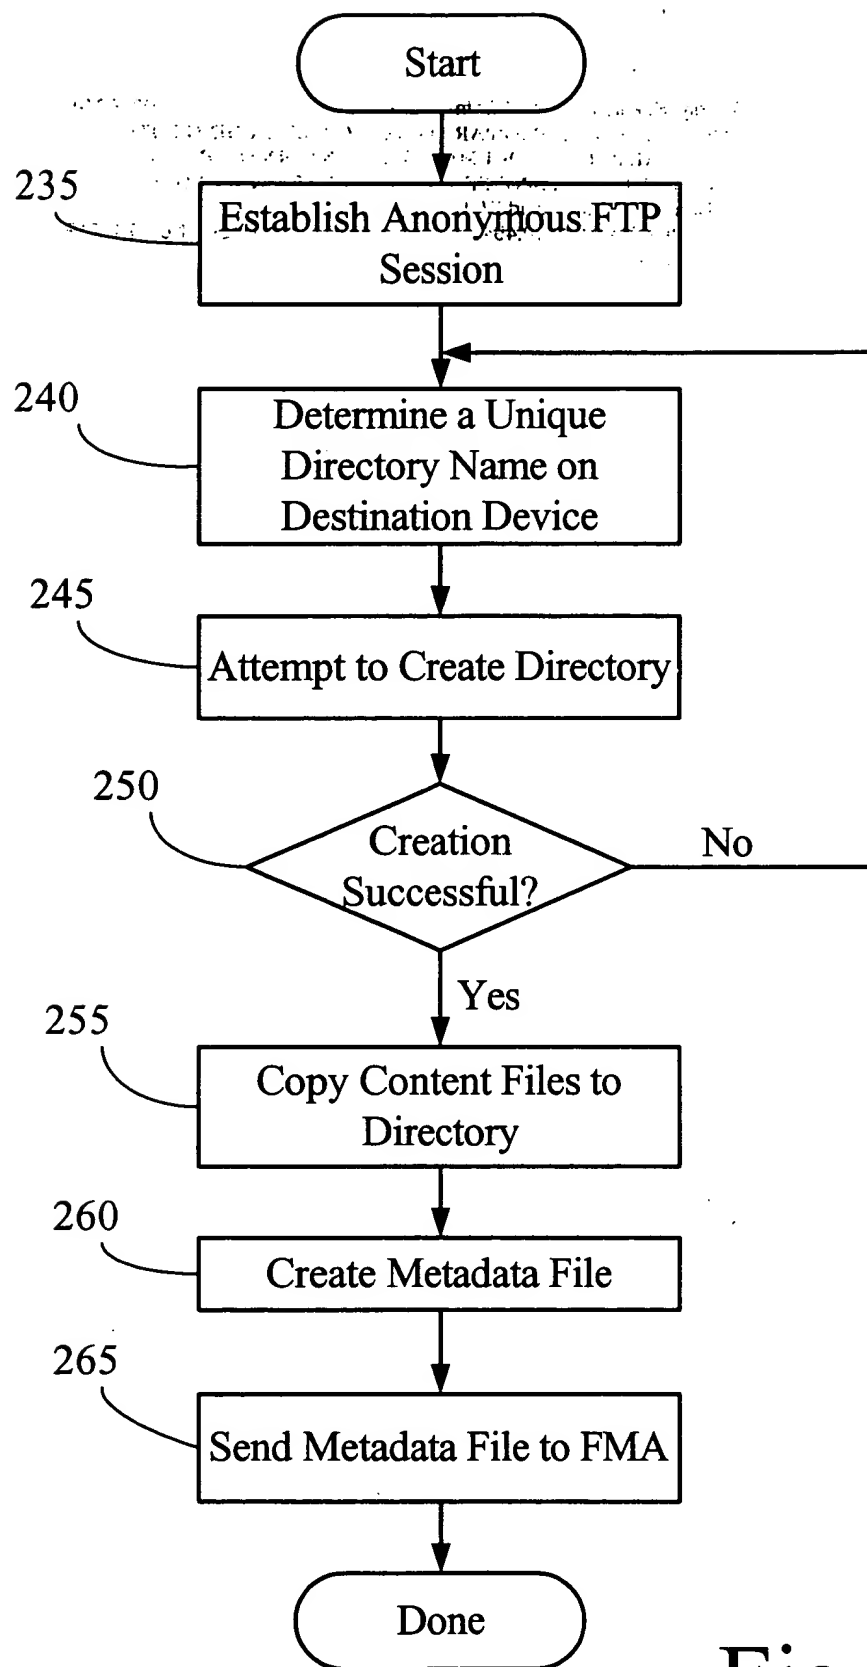 Start
235
Establish Anonymous FTP
Session
240
Determine a Unique
Directory Name on
Destination Device
245
Attempt to Create Directory
250
Creation
Successful?
No
Yes
255
Copy Content Files to
Directory
260
Create Metadata File
265
Send Metadata File to FMA
Done